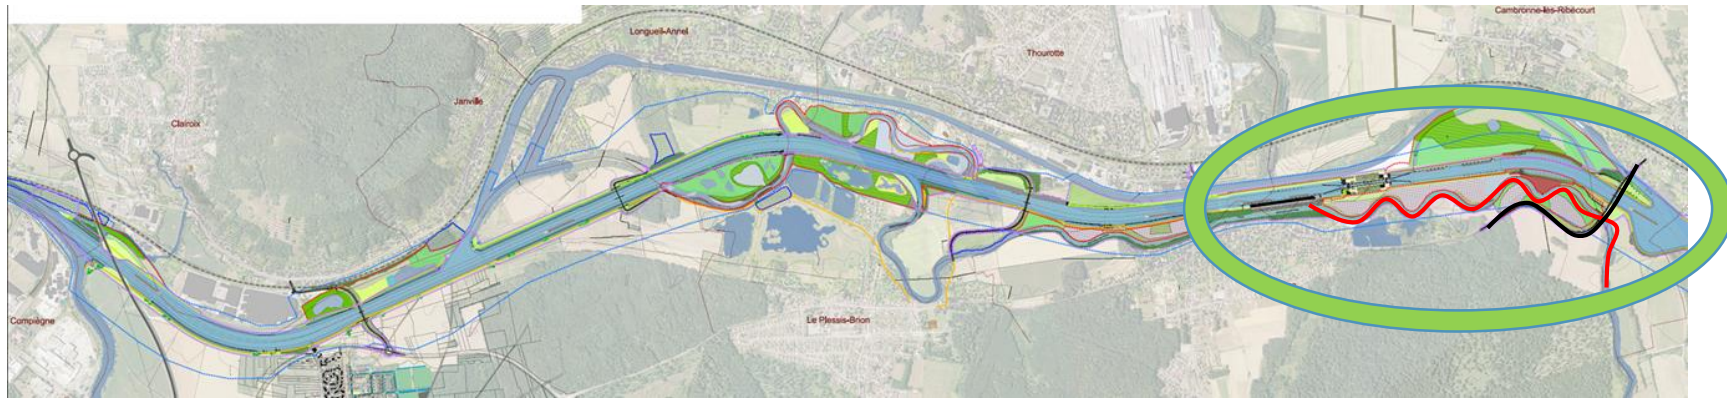 Cambronne-lès-Ribécourt
Longueil-Annel
Thourotte
Janville
Clairoix
Compiègne
Le Plessis-Brion